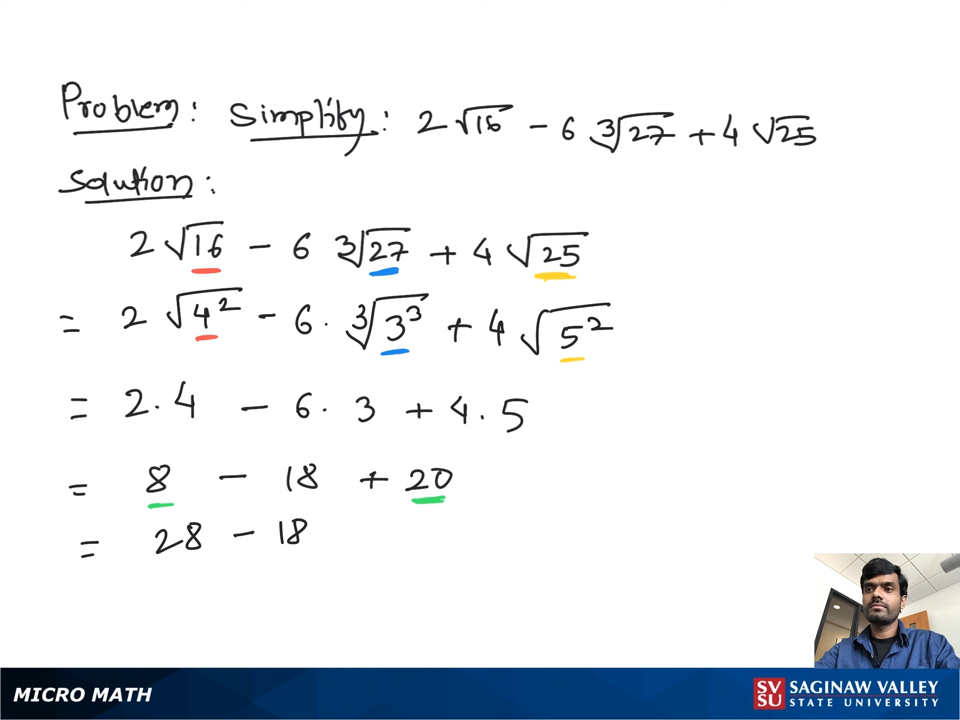 Problem: Simplify: 2 √16 - 6 ∛27 + 4 √25
Solution:
2 √16 - 6 ∛27 + 4 √25
= 2 √4² - 6 · ∛3³ + 4 √5²
= 2 · 4 - 6 · 3 + 4 · 5
= 8 - 18 + 20
= 28 - 18
MICRO MATH
SV SU SAGINAW VALLEY
STATE UNIVERSITY